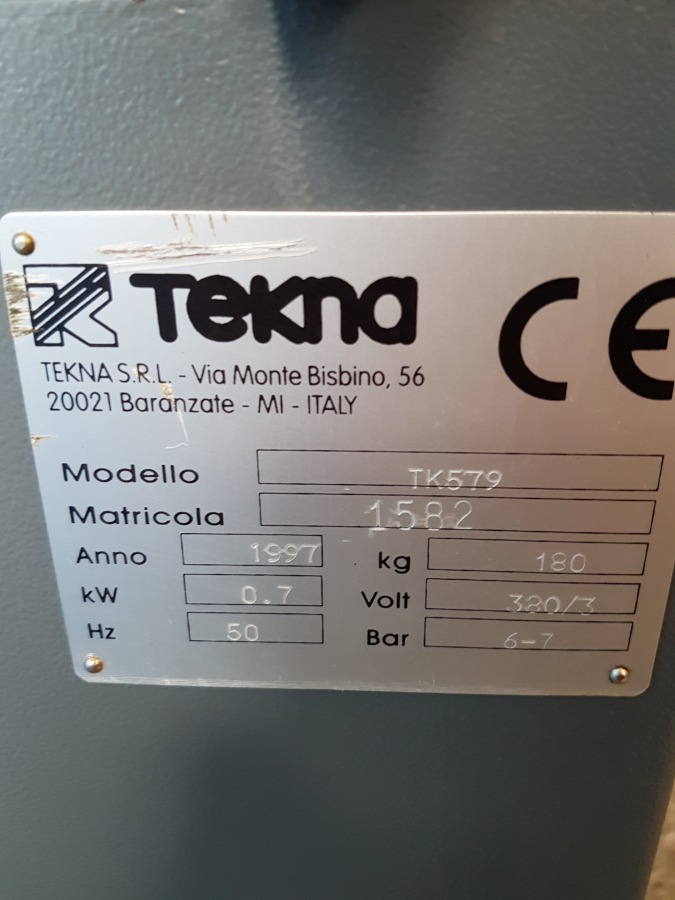 TEKNA CE
TEKNA S.R.L. - Via Monte Bisbino, 56
20021 Baranzate - MI - ITALY
Modello TK579
Matricola 1582
Anno 1997 kg 180
kW 0.7 Volt 380/3
Hz 50 Bar 6-7